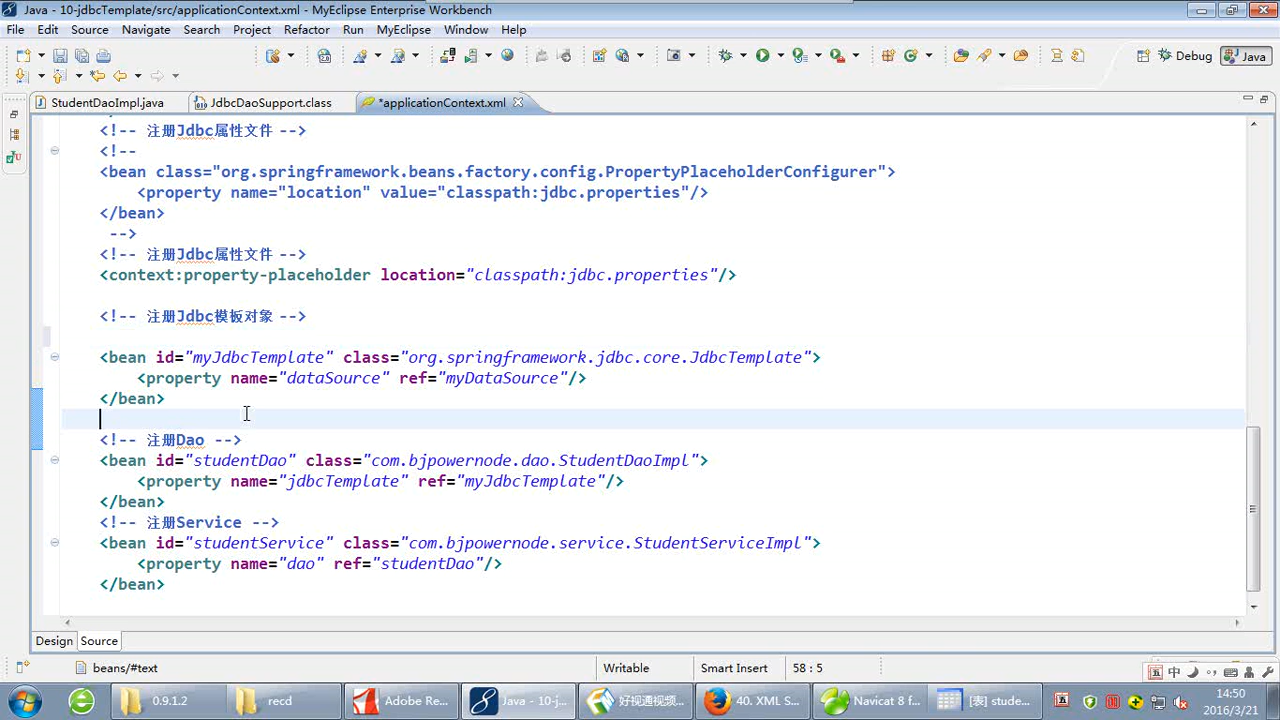 Java - 10-jdbcTemplate/src/applicationContext.xml - MyEclipse Enterprise Workbench
File Edit Source Navigate Search Project Refactor Run MyEclipse Window Help
Debug Java
StudentDaoImpl.java JdbcDaoSupport.class *applicationContext.xml
<!-- 注册Jdbc属性文件 -->
<!--
<bean class="org.springframework.beans.factory.config.PropertyPlaceholderConfigurer">
<property name="location" value="classpath:jdbc.properties"/>
</bean>
-->
<!-- 注册Jdbc属性文件 -->
<context:property-placeholder location="classpath:jdbc.properties"/>
<!-- 注册Jdbc模板对象 -->
<bean id="myJdbcTemplate" class="org.springframework.jdbc.core.JdbcTemplate">
<property name="dataSource" ref="myDataSource"/>
</bean>
<!-- 注册Dao -->
<bean id="studentDao" class="com.bjpowernode.dao.StudentDaoImpl">
<property name="jdbcTemplate" ref="myJdbcTemplate"/>
</bean>
<!-- 注册Service -->
<bean id="studentService" class="com.bjpowernode.service.StudentServiceImpl">
<property name="dao" ref="studentDao"/>
</bean>
Design Source
beans/#text Writable Smart Insert 58 : 5
五 中
0.9.1.2 recd Adobe Re... Java - 10-j... 好视通视频... 40. XML S... Navicat 8 f... [表] stude... 五 14:50
2016/3/21